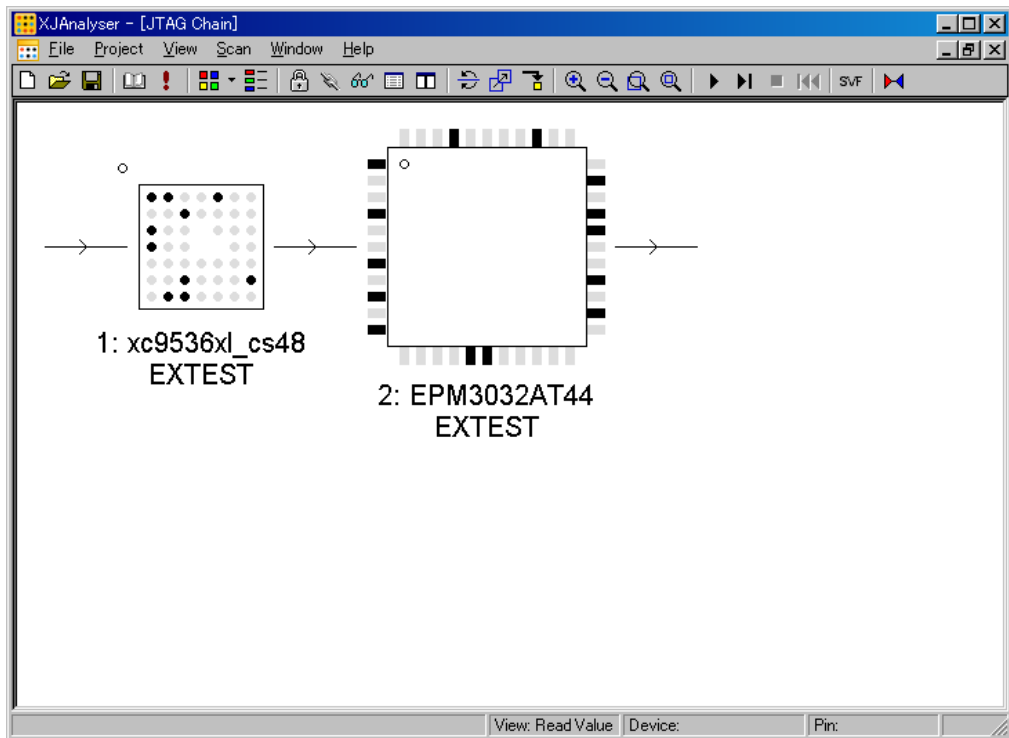 XJAnalyser - [JTAG Chain]
File Project View Scan Window Help
SVF
1: xc9536xl_cs48
EXTEST
2: EPM3032AT44
EXTEST
View: Read Value Device: Pin: